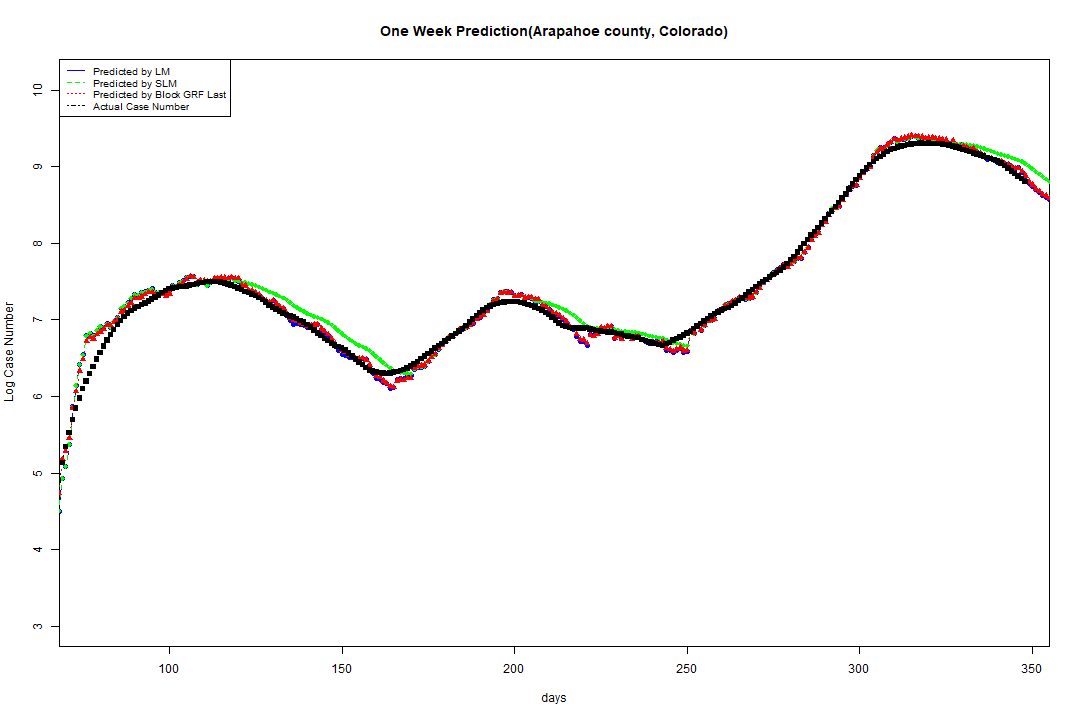 One Week Prediction(Arapahoe county, Colorado)
Predicted by LM
Predicted by SLM
Predicted by Block GRF Last
Actual Case Number
10
9
8
7
6
5
4
3
Log Case Number
100 150 200 250 300 350
days